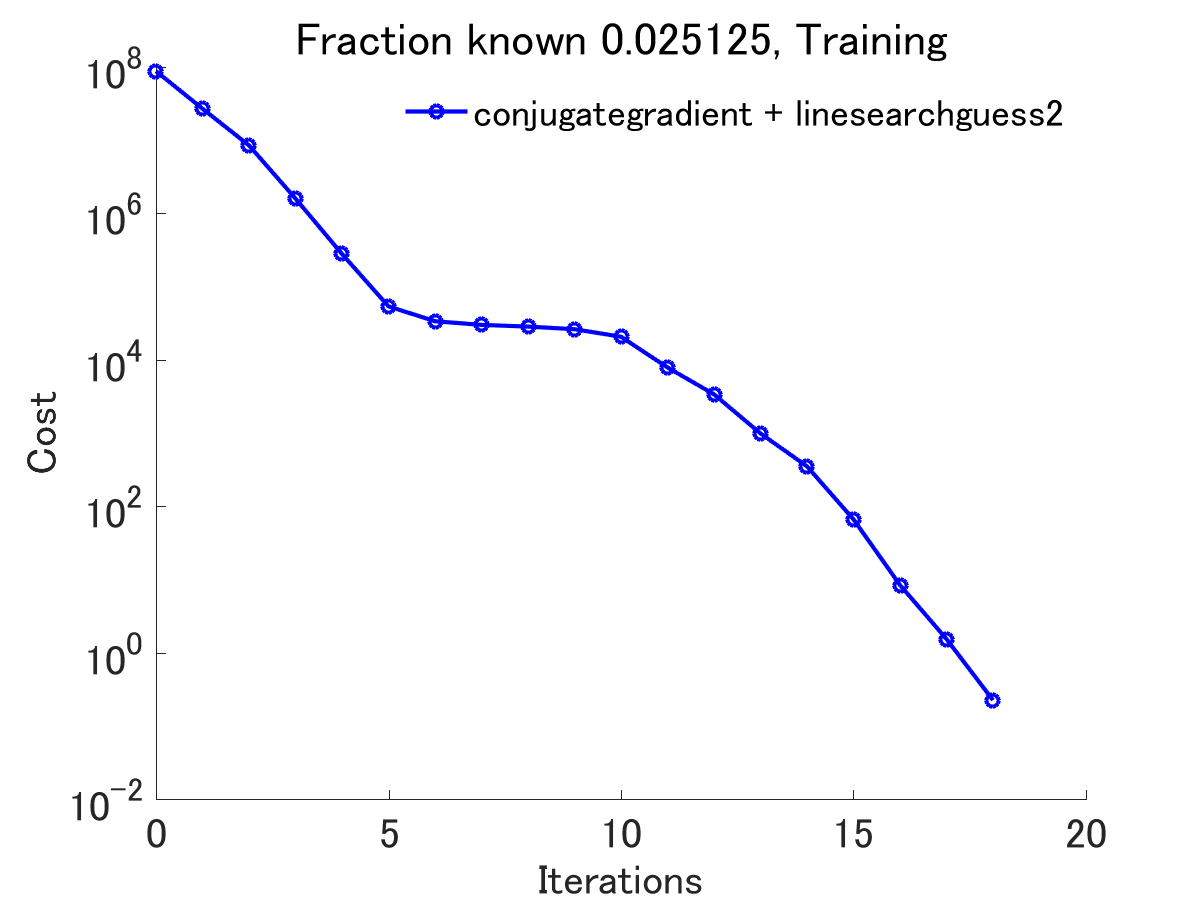 Fraction known 0.025125, Training
conjugategradient + linesearchguess2
10^8
10^6
10^4
10^2
10^0
10^-2
Cost
0 5 10 15 20
Iterations